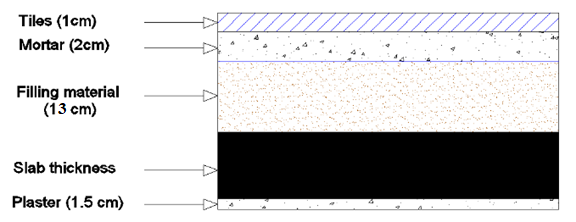 Tiles (1cm)
Mortar (2cm)
Filling material
(13 cm)
Slab thickness
Plaster (1.5 cm)